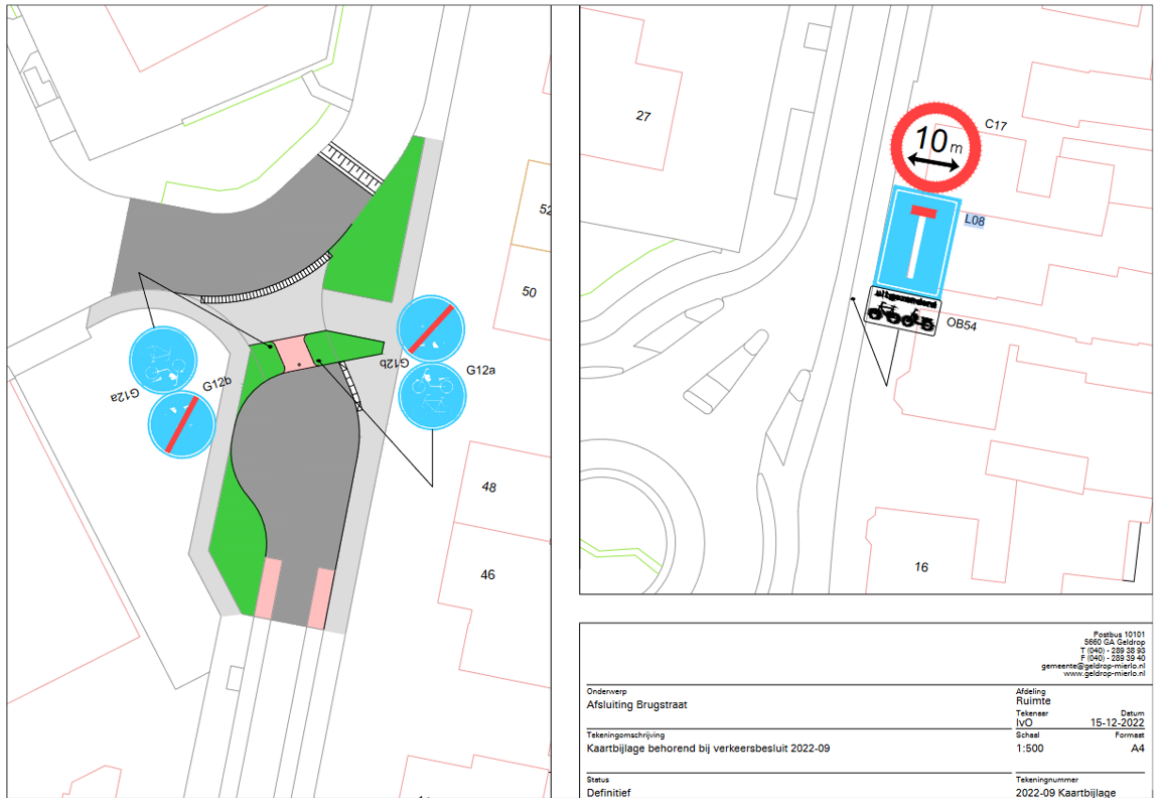 52
50
G12b
G12a
G12a
G12b
48
46
27
10 m
C17
L08
uitgezonderd
OB54
16
Postbus 10101
5660 GA Geldrop
T (040) - 289 38 93
F (040) - 289 39 40
gemeente@geldrop-mierlo.nl
www.geldrop-mierlo.nl
Onderwerp
Afsluiting Brugstraat
Afdeling
Ruimte
Tekenaar
IvO
Datum
15-12-2022
Tekeningomschrijving
Kaartbijlage behorend bij verkeersbesluit 2022-09
Schaal
1:500
Formaat
A4
Status
Definitief
Tekeningnummer
2022-09 Kaartbijlage